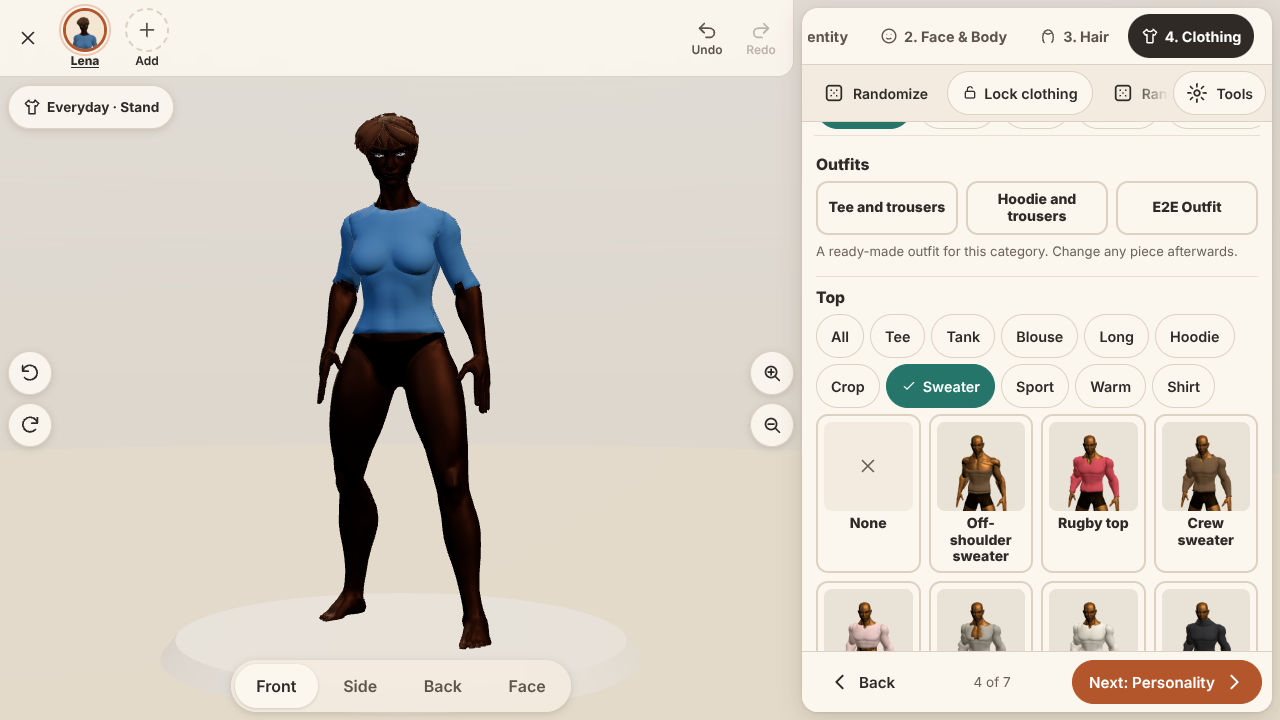 Lena
Add
Undo
Redo
Everyday · Stand
Front
Side
Back
Face
entity
2. Face & Body
3. Hair
4. Clothing
Randomize
Lock clothing
Ran
Tools
Outfits
Tee and trousers
Hoodie and
trousers
E2E Outfit
A ready-made outfit for this category. Change any piece afterwards.
Top
All
Tee
Tank
Blouse
Long
Hoodie
Crop
Sweater
Sport
Warm
Shirt
None
Off-
shoulder
sweater
Rugby top
Crew
sweater
Back
4 of 7
Next: Personality